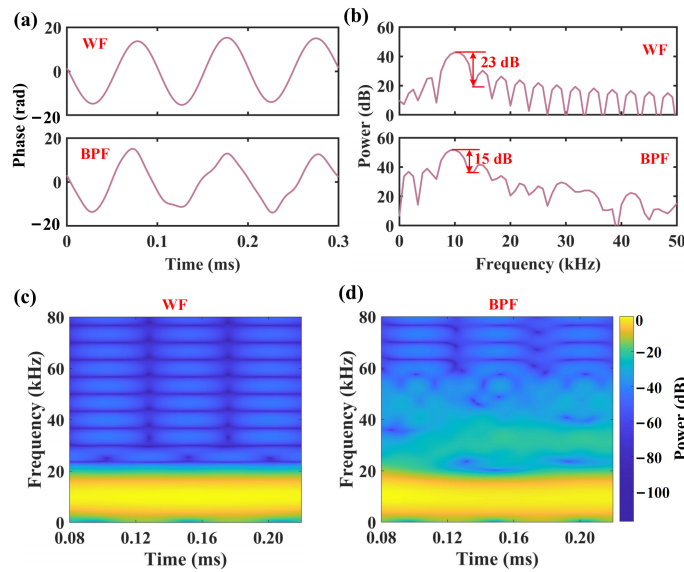 (a)
(b)
20
0
−20
WF
20
0
−20
BPF
Phase (rad)
0 0.1 0.2 0.3
Time (ms)
60
40
20
0
WF
23 dB
60
40
20
0
BPF
15 dB
Power (dB)
0 10 20 30 40 50
Frequency (kHz)
(c)
WF
80
60
40
20
0
Frequency (kHz)
0.08 0.12 0.16 0.20
Time (ms)
(d)
BPF
80
60
40
20
0
Frequency (kHz)
0.08 0.12 0.16 0.20
Time (ms)
0
−20
−40
−60
−80
−100
Power (dB)